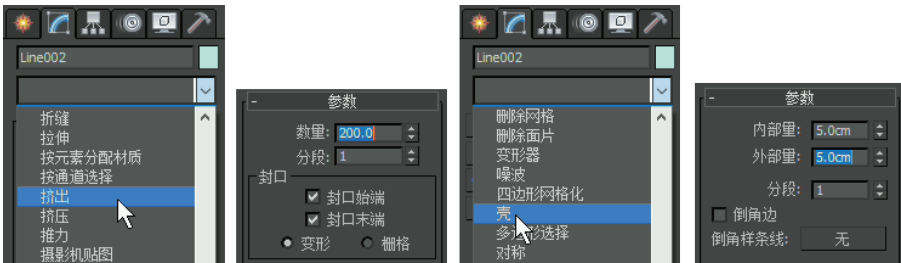 Line002
折缝
拉伸
按元素分配材质
按通道选择
挤出
挤压
推力
摄影机贴图
- 参数
数量: 200.0
分段: 1
封口
封口始端
封口末端
变形 栅格
Line002
删除网格
删除面片
变形器
噪波
四边形网格化
壳
多边形选择
对称
- 参数
内部量: 5.0cm
外部量: 5.0cm
分段: 1
倒角边
倒角样条线: 无